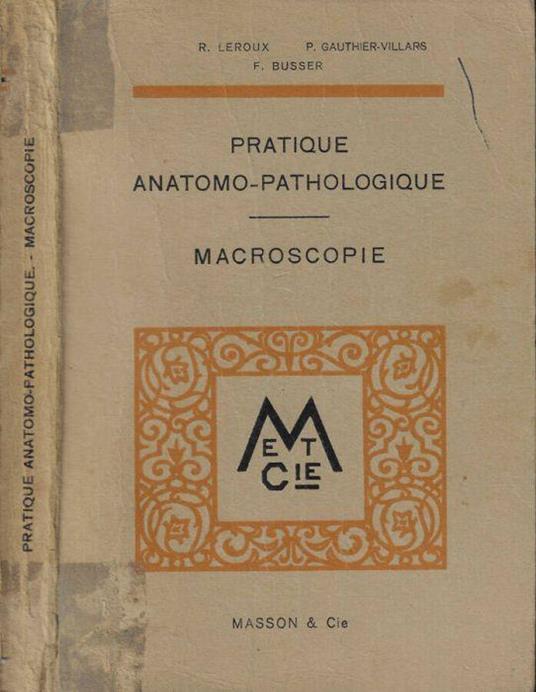 R. LEROUX P. GAUTHIER-VILLARS
F. BUSSER
PRATIQUE
ANATOMO-PATHOLOGIQUE
MACROSCOPIE
M
ET
CIE
MASSON & Cie
PRATIQUE ANATOMO-PATHOLOGIQUE. - MACROSCOPIE